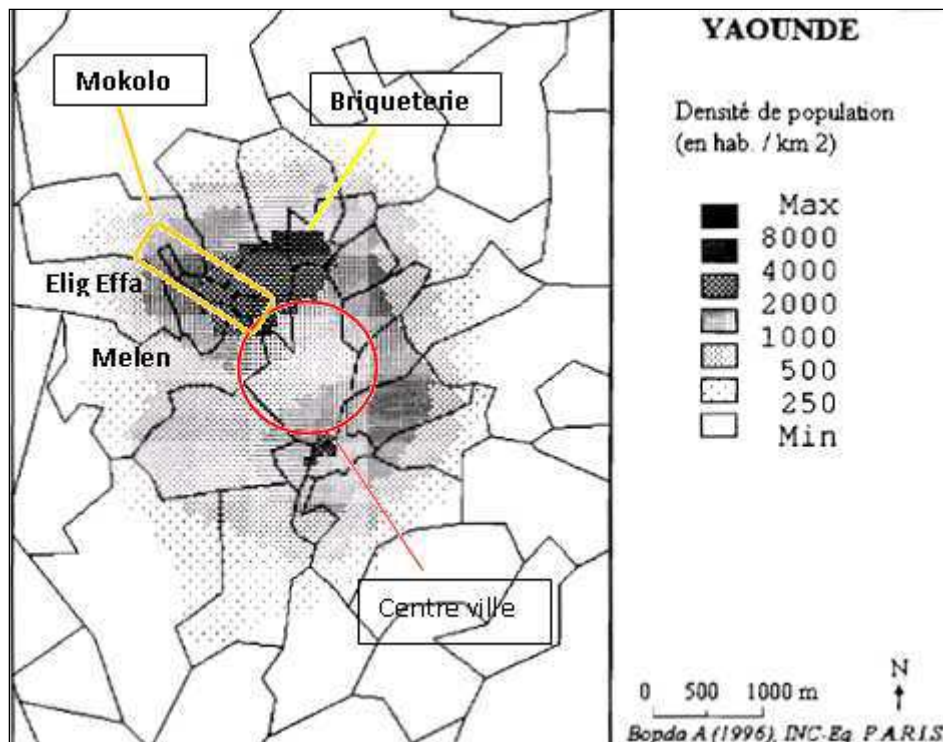 YAOUNDE
Mokolo
Briqueterie
Densité de population
(en hab. / km 2)
Max
8000
4000
2000
1000
500
250
Min
Elig Effa
Melen
Centre ville
N
0 500 1000 m
Bopda A (1996), INC-Eq PARIS